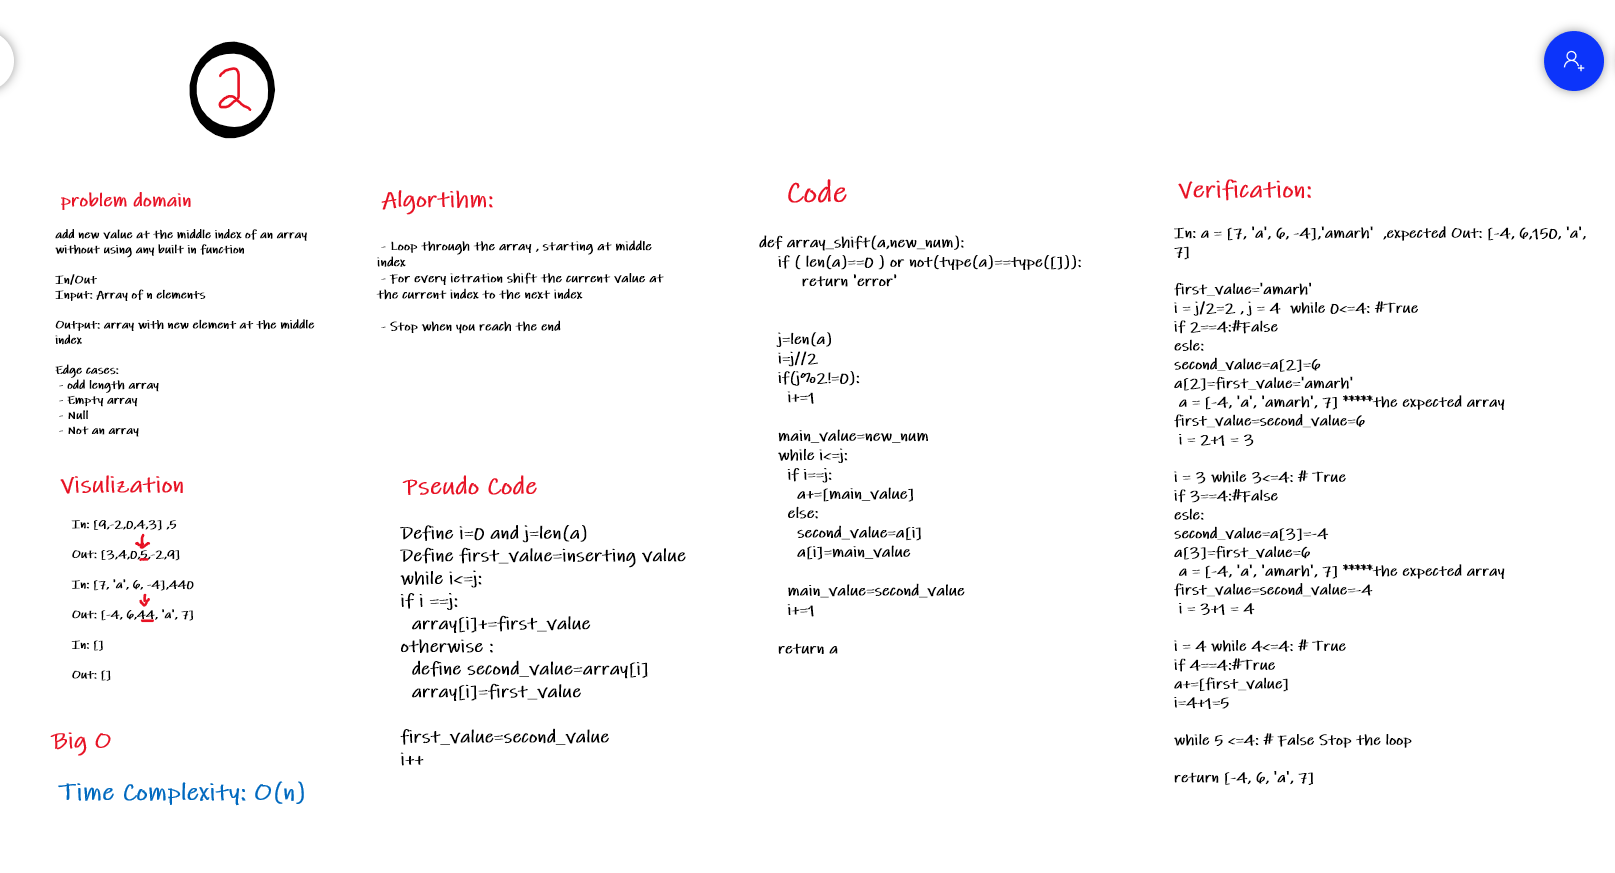 2
problem domain
add new value at the middle index of an array
without using any built in function
In/Out
Input: Array of n elements
Output: array with new element at the middle
index
Edge cases:
- odd length array
- Empty array
- Null
- Not an array
Visulization
In: [9,-2,0,4,3] ,5
Out: [3,4,0,5,-2,9]
In: [7, 'a', 6, -4],440
Out: [-4, 6,44, 'a', 7]
In: []
Out: []
Big O
Time Complexity: O(n)
Algortihm:
- Loop through the array , starting at middle
index
- For every ietration shift the current value at
the current index to the next index
- Stop when you reach the end
Pseudo Code
Define i=0 and j=len(a)
Define first_value=inserting value
while i<=j:
if i ==j:
array[i]+=first_value
otherwise :
define second_value=array[i]
array[i]=first_value
first_value=second_value
i++
Code
def array_shift(a,new_num):
if ( len(a)==0 ) or not(type(a)==type([])):
return 'error'
j=len(a)
i=j//2
if(j%2!=0):
i+=1
main_value=new_num
while i<=j:
if i==j:
a+=[main_value]
else:
second_value=a[i]
a[i]=main_value
main_value=second_value
i+=1
return a
Verification:
In: a = [7, 'a', 6, -4],'amarh' ,expected Out: [-4, 6,150, 'a',
7]
first_value='amarh'
i = j/2=2 , j = 4 while 0<=4: #True
if 2==4:#False
esle:
second_value=a[2]=6
a[2]=first_value='amarh'
a = [-4, 'a', 'amarh', 7] *****the expected array
first_value=second_value=6
i = 2+1 = 3
i = 3 while 3<=4: # True
if 3==4:#False
esle:
second_value=a[3]=-4
a[3]=first_value=6
a = [-4, 'a', 'amarh', 7] *****the expected array
first_value=second_value=-4
i = 3+1 = 4
i = 4 while 4<=4: # True
if 4==4:#True
a+=[first_value]
i=4+1=5
while 5 <=4: # False Stop the loop
return [-4, 6, 'a', 7]